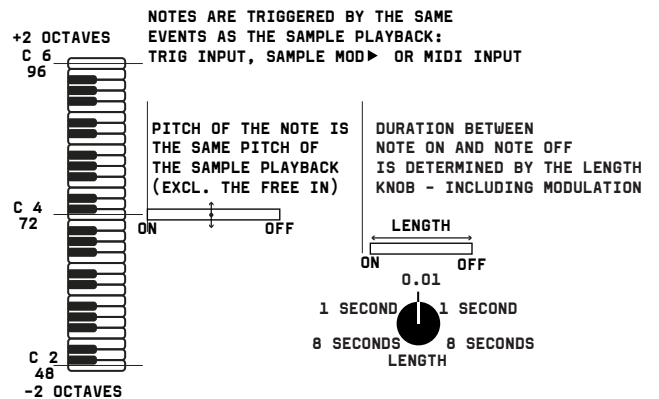 NOTES ARE TRIGGERED BY THE SAME
EVENTS AS THE SAMPLE PLAYBACK:
TRIG INPUT, SAMPLE MOD▶ OR MIDI INPUT
+2 OCTAVES
C 6
96
PITCH OF THE NOTE IS
THE SAME PITCH OF
THE SAMPLE PLAYBACK
(EXCL. THE FREE IN)
ON
OFF
DURATION BETWEEN
NOTE ON AND NOTE OFF
IS DETERMINED BY THE LENGTH
KNOB - INCLUDING MODULATION
LENGTH
ON
OFF
C 4
72
0.01
1 SECOND
1 SECOND
8 SECONDS
8 SECONDS
LENGTH
C 2
48
-2 OCTAVES